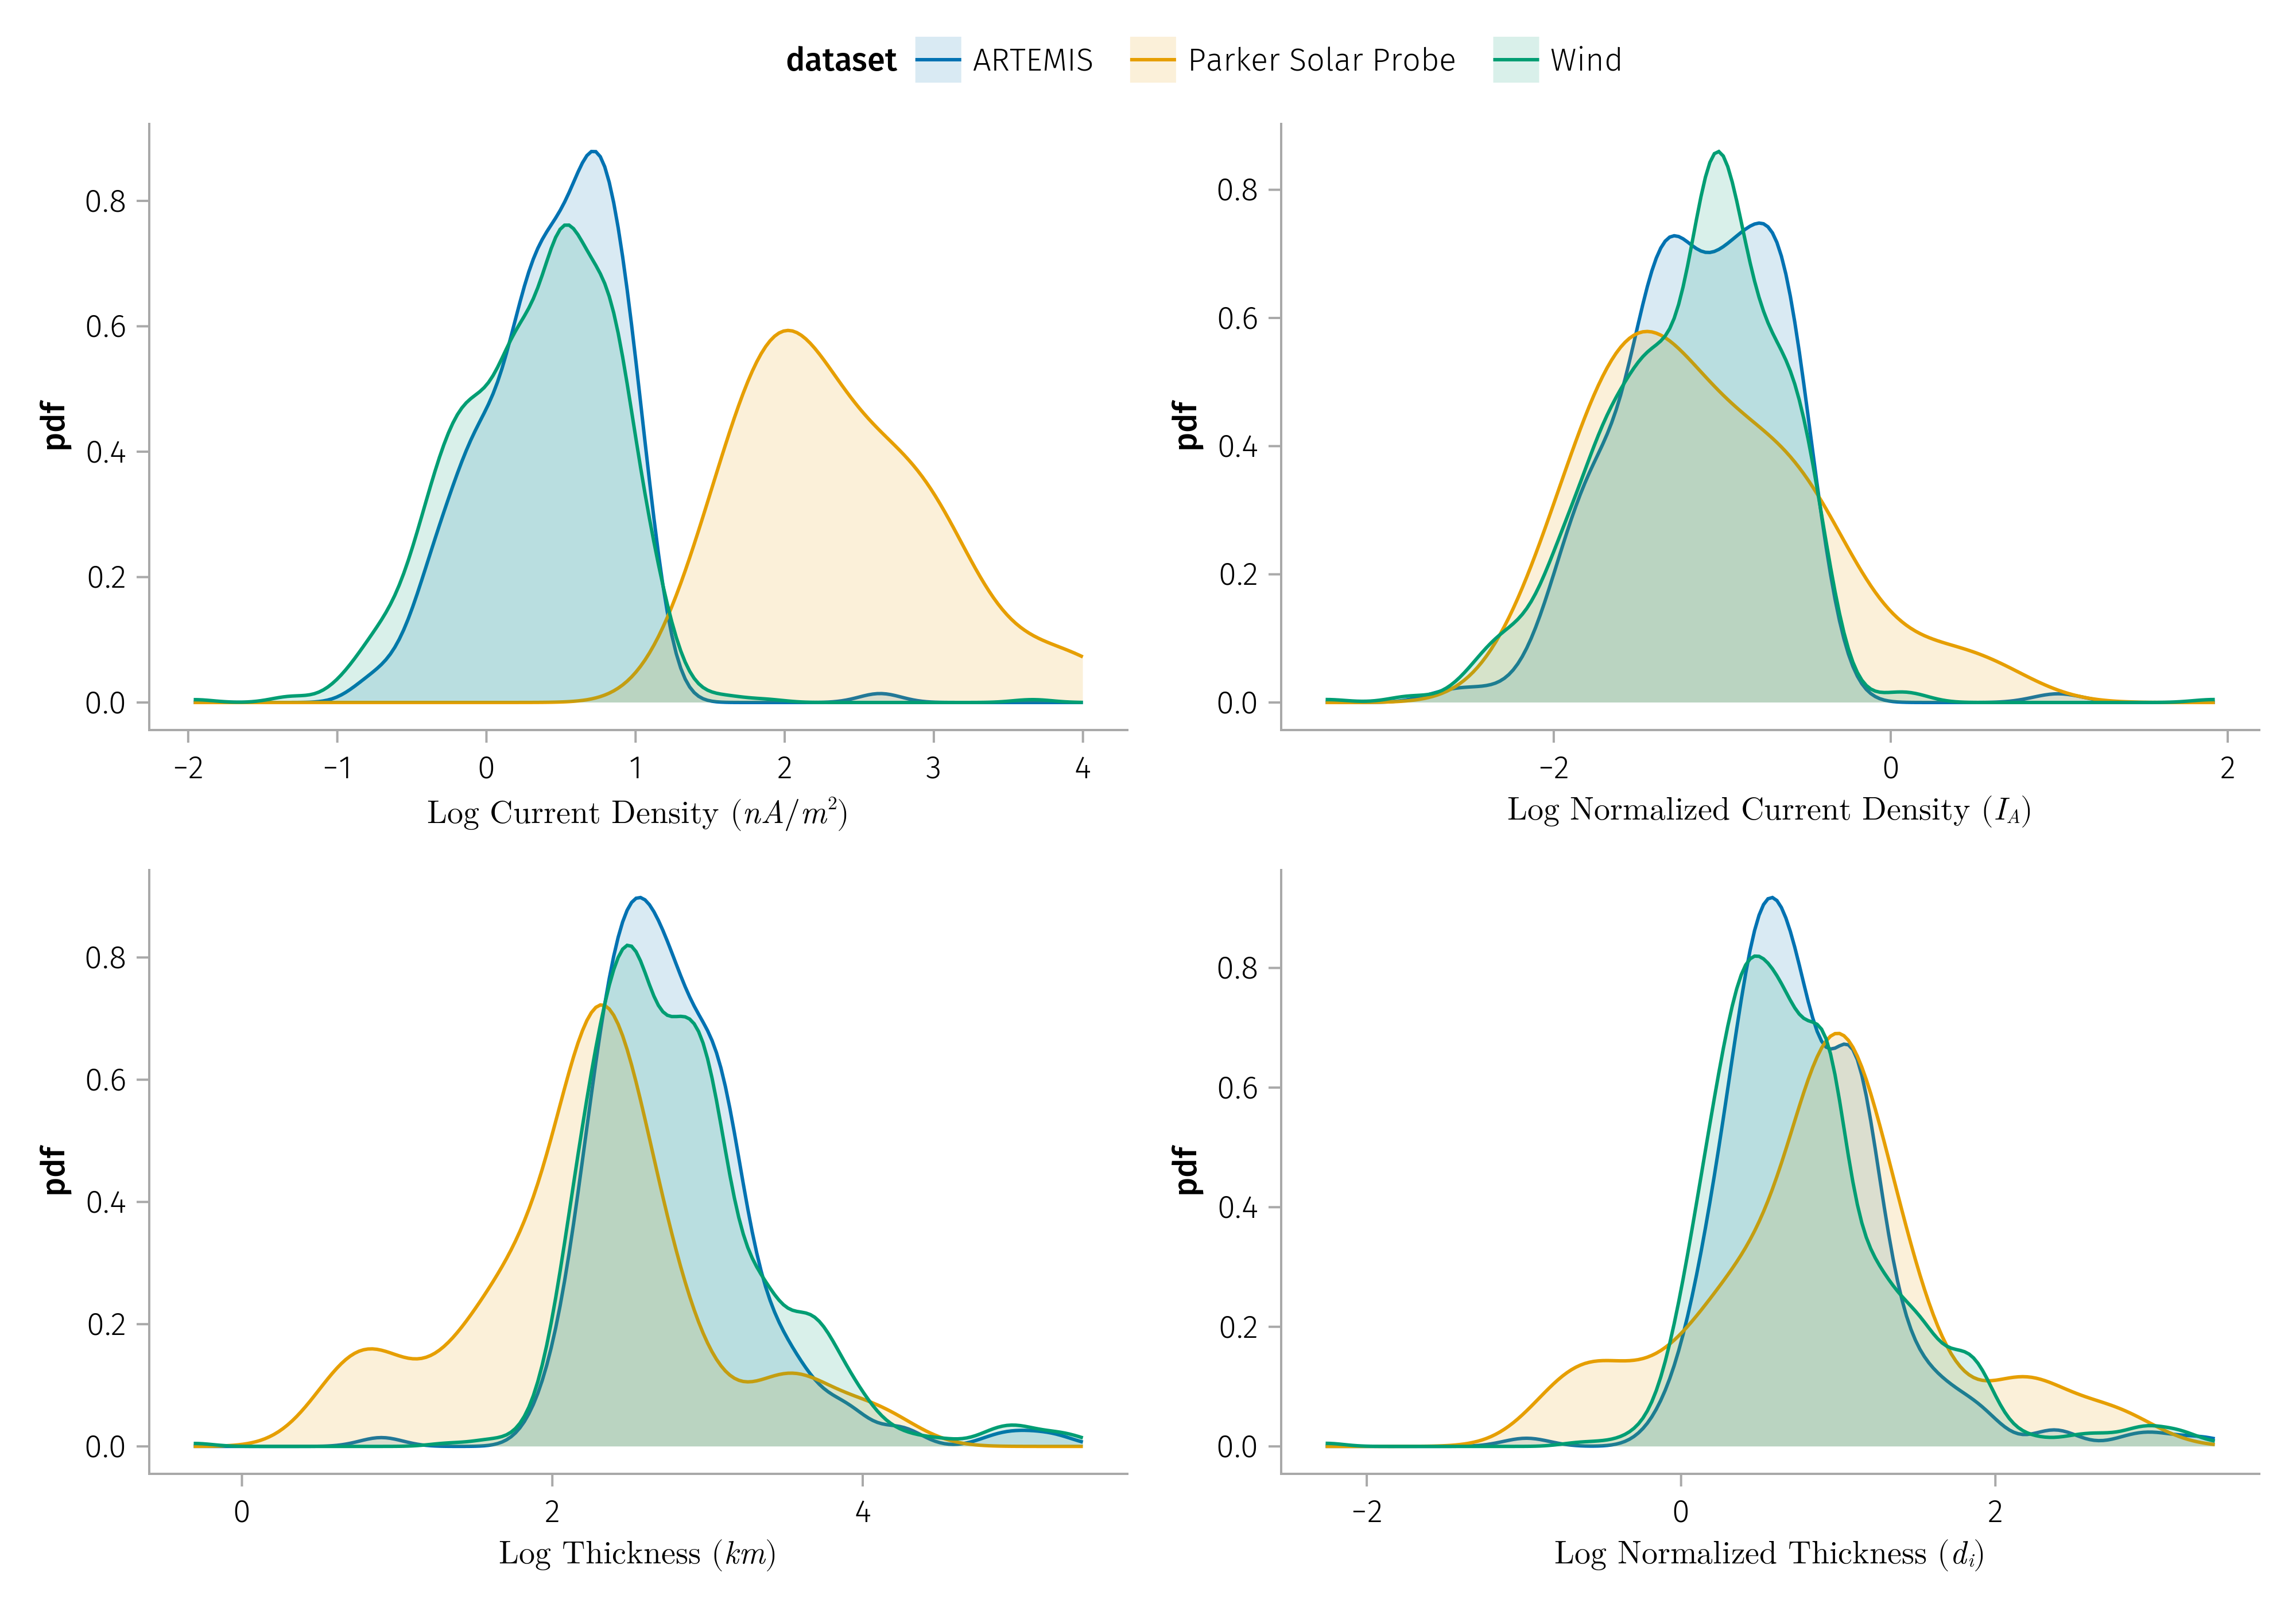 dataset ARTEMIS Parker Solar Probe Wind
pdf
0.8
0.6
0.4
0.2
0.0
−2 −1 0 1 2 3 4
Log Current Density (nA/m²)
pdf
0.8
0.6
0.4
0.2
0.0
−2 0 2
Log Normalized Current Density (I_A)
pdf
0.8
0.6
0.4
0.2
0.0
0 2 4
Log Thickness (km)
pdf
0.8
0.6
0.4
0.2
0.0
−2 0 2
Log Normalized Thickness (d_i)